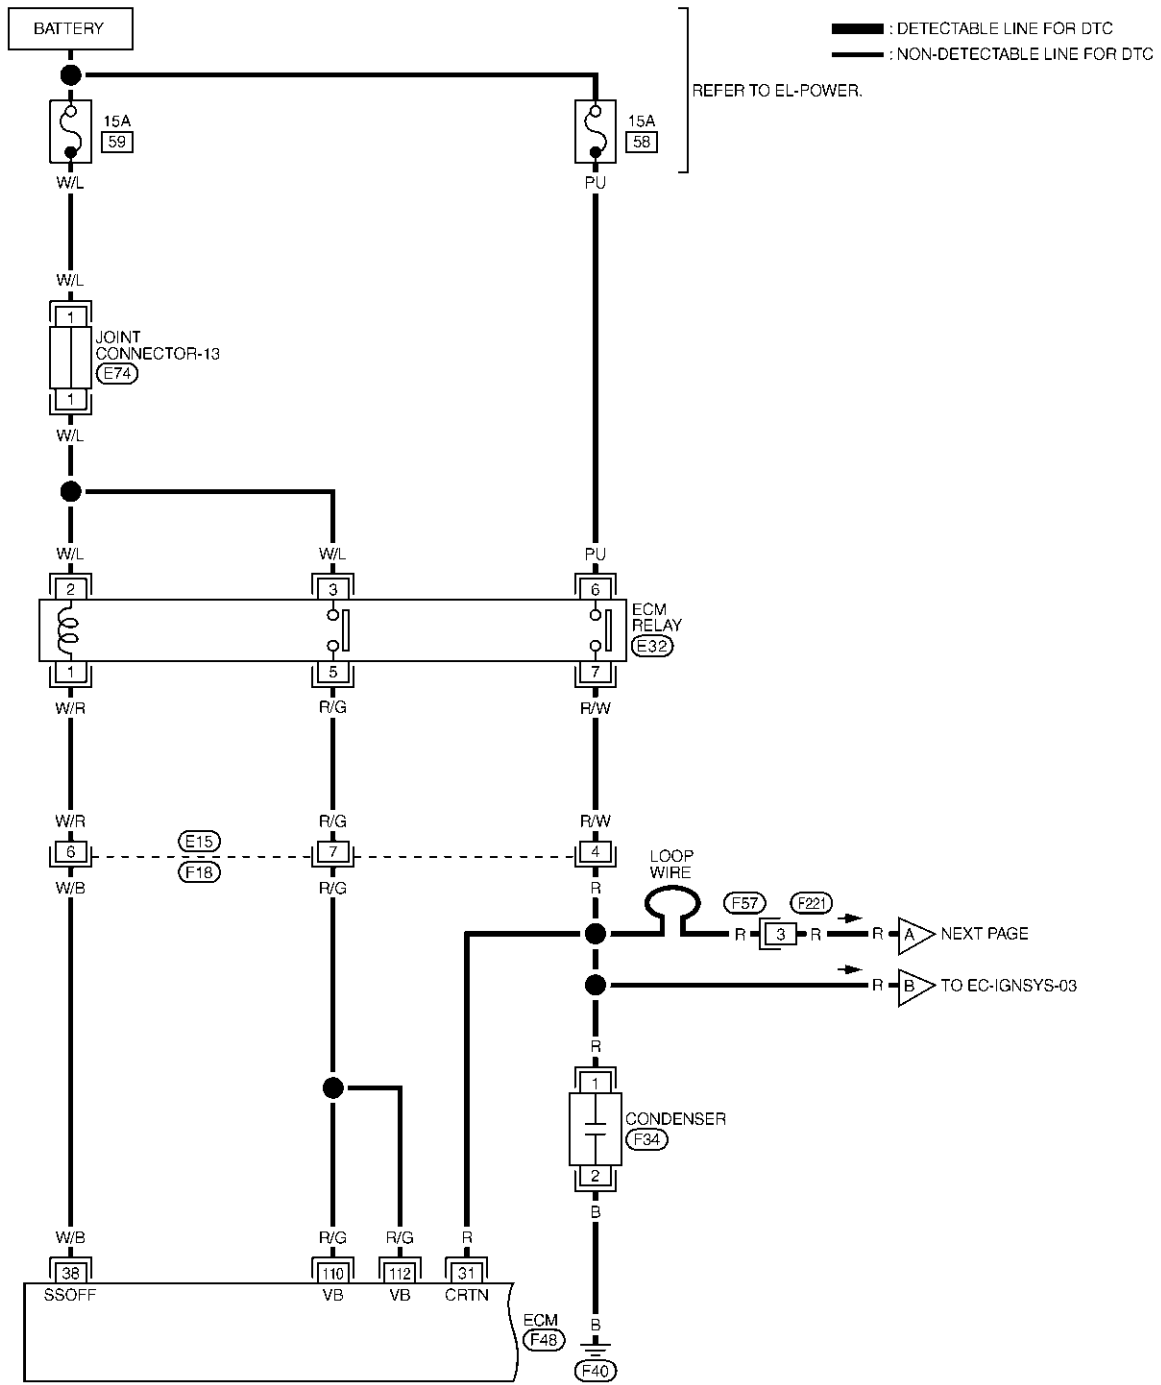 BATTERY
: DETECTABLE LINE FOR DTC
: NON-DETECTABLE LINE FOR DTC
REFER TO EL-POWER.
15A
59
15A
58
W/L
PU
W/L
1
JOINT
CONNECTOR-13
E74
1
W/L
W/L
W/L
PU
2
3
6
ECM
RELAY
E32
1
5
7
W/R
R/G
R/W
W/R
R/G
R/W
6
E15
F18
7
4
W/B
R/G
R
LOOP
WIRE
F57
F221
R
3
R
R
A
NEXT PAGE
R
B
TO EC-IGNSYS-03
R
1
CONDENSER
F34
2
B
W/B
R/G
R/G
R
38
110
112
31
SSOFF
VB
VB
CRTN
ECM
F48
B
F40